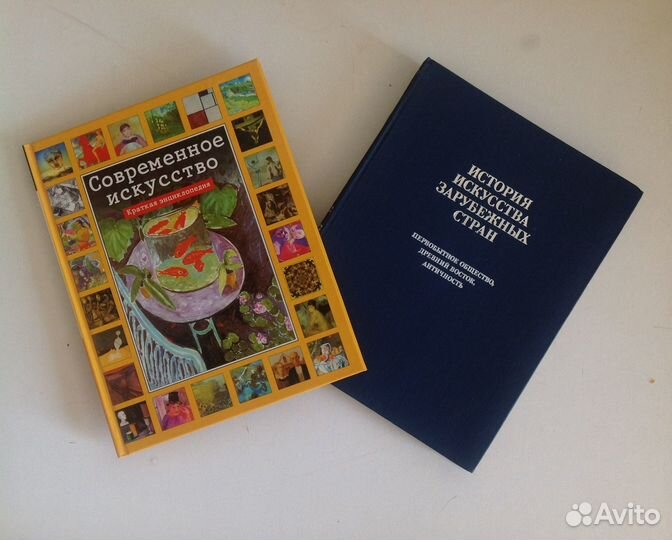 Современное
искусство
Краткая энциклопедия
ИСТОРИЯ
ИСКУССТВА
ЗАРУБЕЖНЫХ
СТРАН
ПЕРВОБЫТНОЕ ОБЩЕСТВО,
ДРЕВНИЙ ВОСТОК,
АНТИЧНОСТЬ
Avito